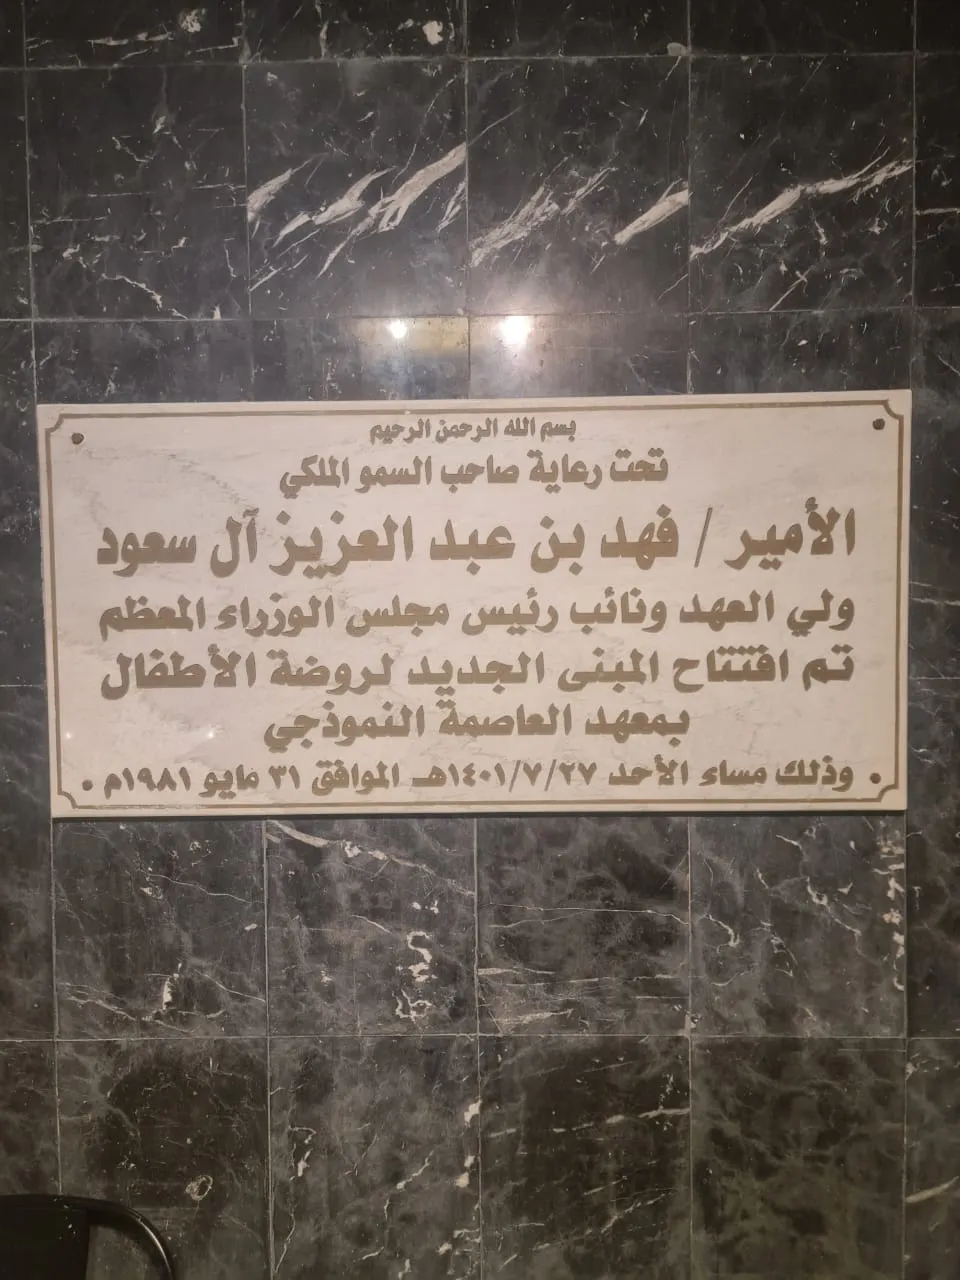 بسم الله الرحمن الرحيم
تحت رعاية صاحب السمو الملكي
الأمير / فهد بن عبد العزيز آل سعود
ولي العهد ونائب رئيس مجلس الوزراء المعظم
تم افتتاح المبنى الجديد لروضة الأطفال
بمعهد العاصمة النموذجي
وذلك مساء الأحد ١٤٠١/٧/٢٧هـ الموافق ٣١ مايو ١٩٨١م